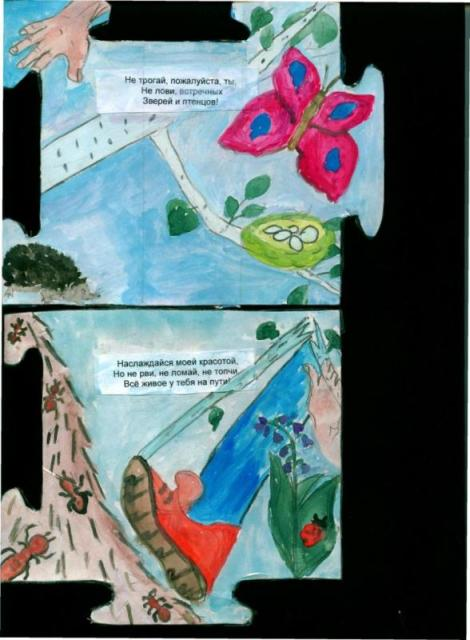 Не трогай, пожалуйста, ты,
Не лови, встречных
Зверей и птенцов!
Наслаждайся моей красотой,
Но не рви, не ломай, не топчи,
Всё живое у тебя на пути!